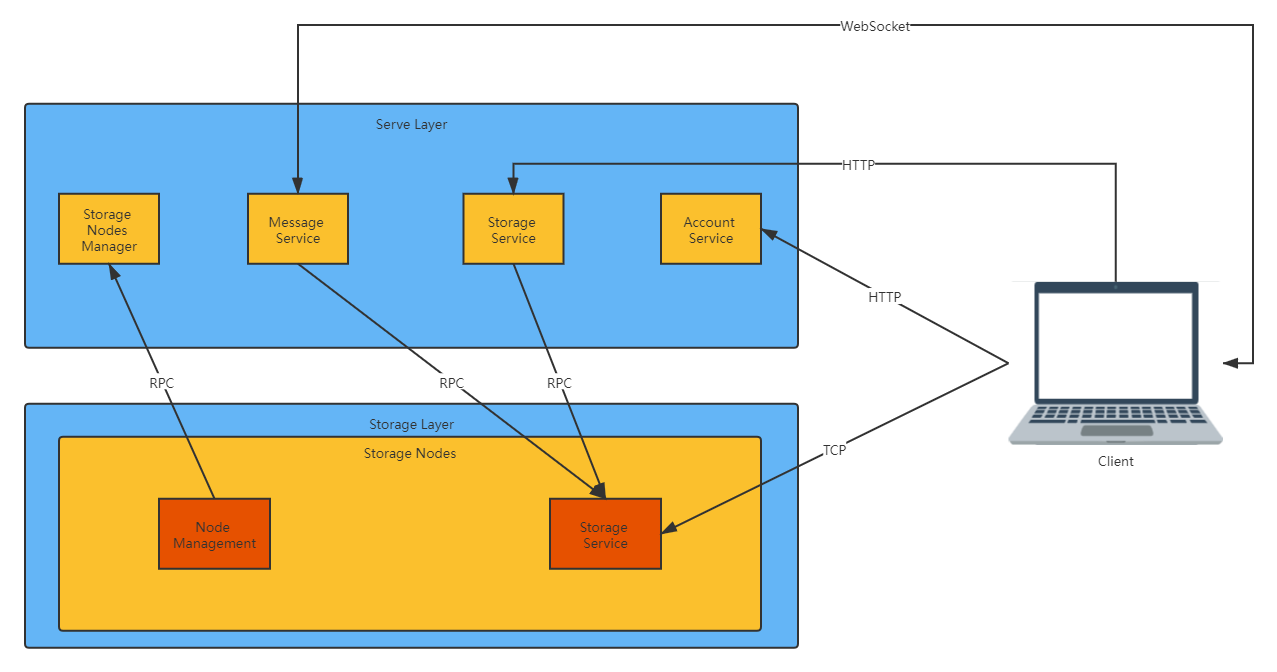 WebSocket
Serve Layer
HTTP
Storage
Nodes
Manager
Message
Service
Storage
Service
Account
Service
HTTP
RPC
RPC
RPC
Storage Layer
Storage Nodes
TCP
Client
Node
Management
Storage
Service